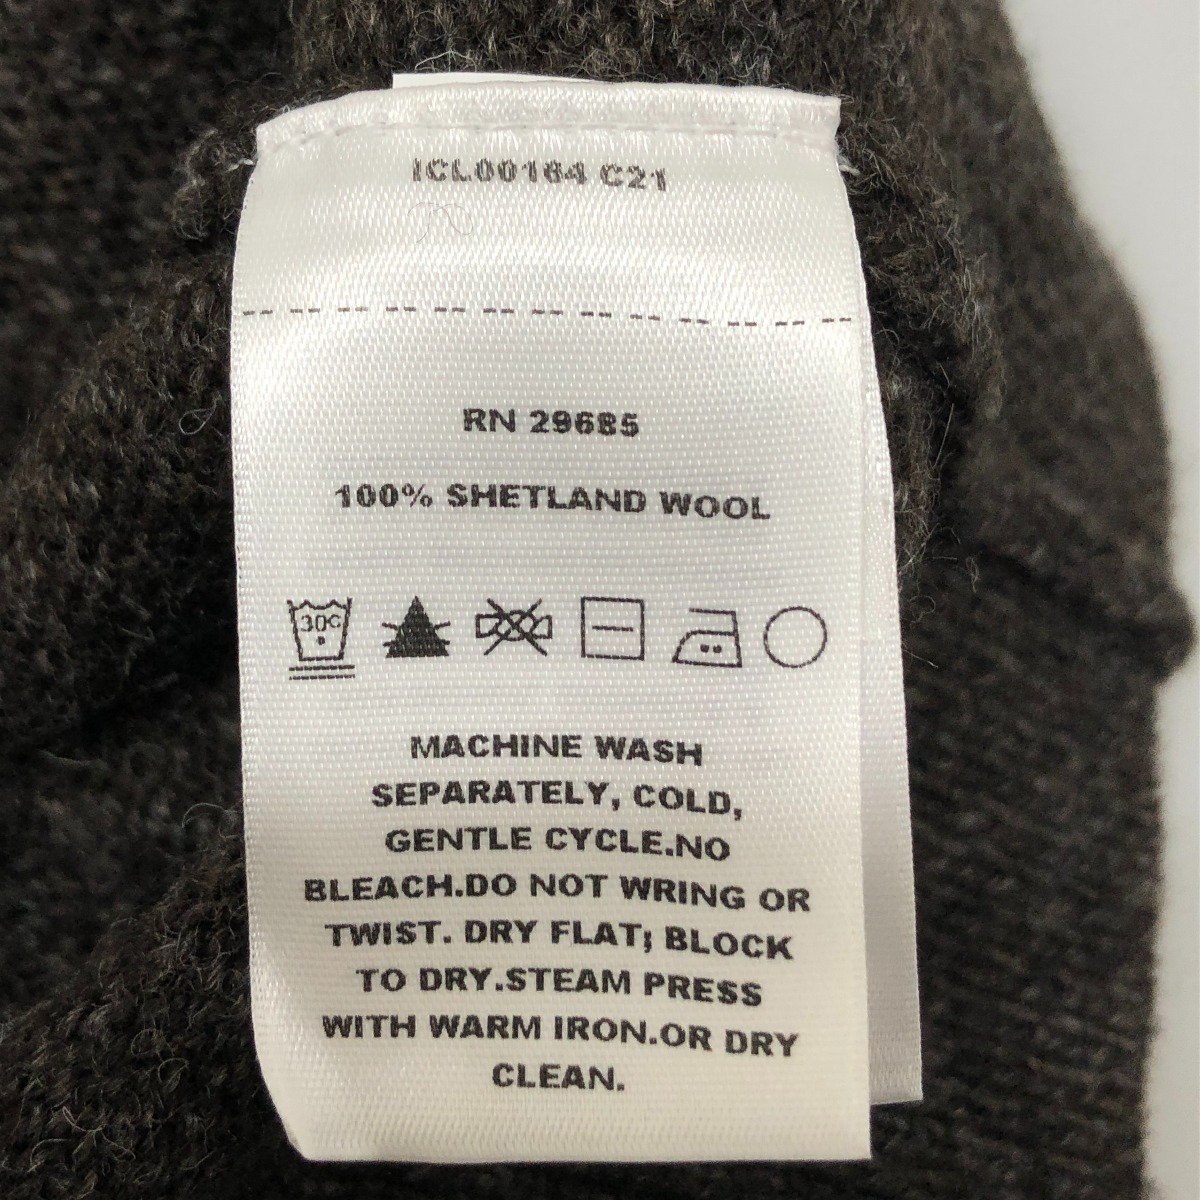 ICL00164 C21
RN 29685
100% SHETLAND WOOL
30C
MACHINE WASH
SEPARATELY, COLD,
GENTLE CYCLE.NO
BLEACH.DO NOT WRING OR
TWIST. DRY FLAT; BLOCK
TO DRY.STEAM PRESS
WITH WARM IRON.OR DRY
CLEAN.